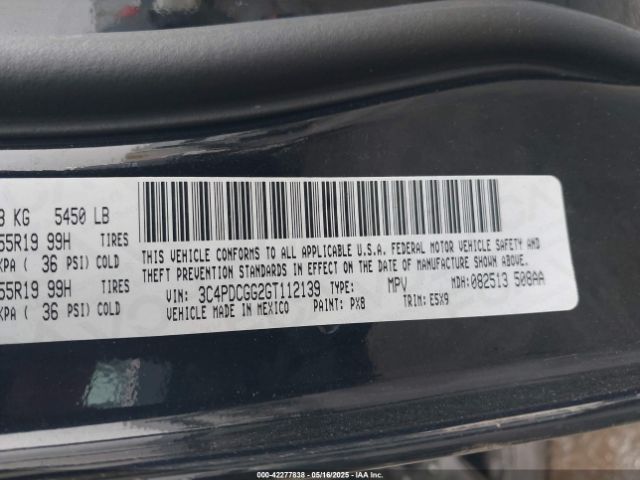 3 KG 5450 LB
55R19 99H TIRES
KPA ( 36 PSI) COLD
55R19 99H TIRES
KPA ( 36 PSI) COLD
THIS VEHICLE CONFORMS TO ALL APPLICABLE U.S.A. FEDERAL MOTOR VEHICLE SAFETY AND
THEFT PREVENTION STANDARDS IN EFFECT ON THE DATE OF MANUFACTURE SHOWN ABOVE.
VIN: 3C4PDCGG2GT112139 TYPE: MPV MDH: 082513 508AA
VEHICLE MADE IN MEXICO PAINT: PX8 TRIM: E5X9
000-42277838 - 05/16/2025 - IAAI.COM